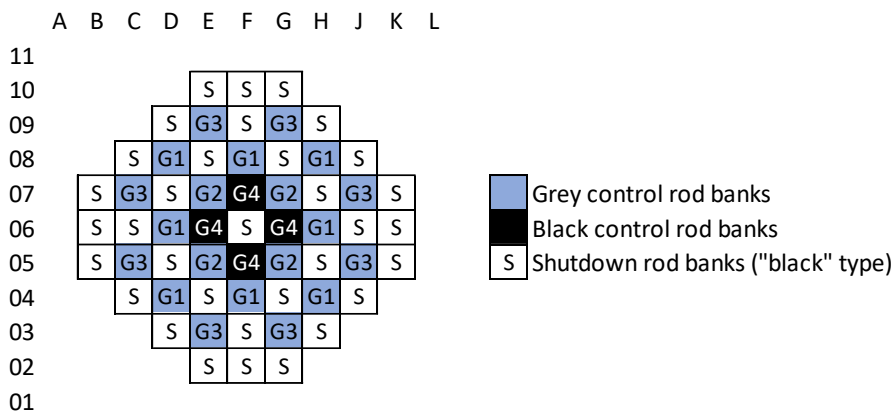 A B C D E F G H J K L
11
10 S S S
09 S G3 S G3 S
08 S G1 S G1 S G1 S
07 S G3 S G2 G4 G2 S G3 S Grey control rod banks
06 S S G1 G4 S G4 G1 S S Black control rod banks
05 S G3 S G2 G4 G2 S G3 S S Shutdown rod banks ("black" type)
04 S G1 S G1 S G1 S
03 S G3 S G3 S
02 S S S
01